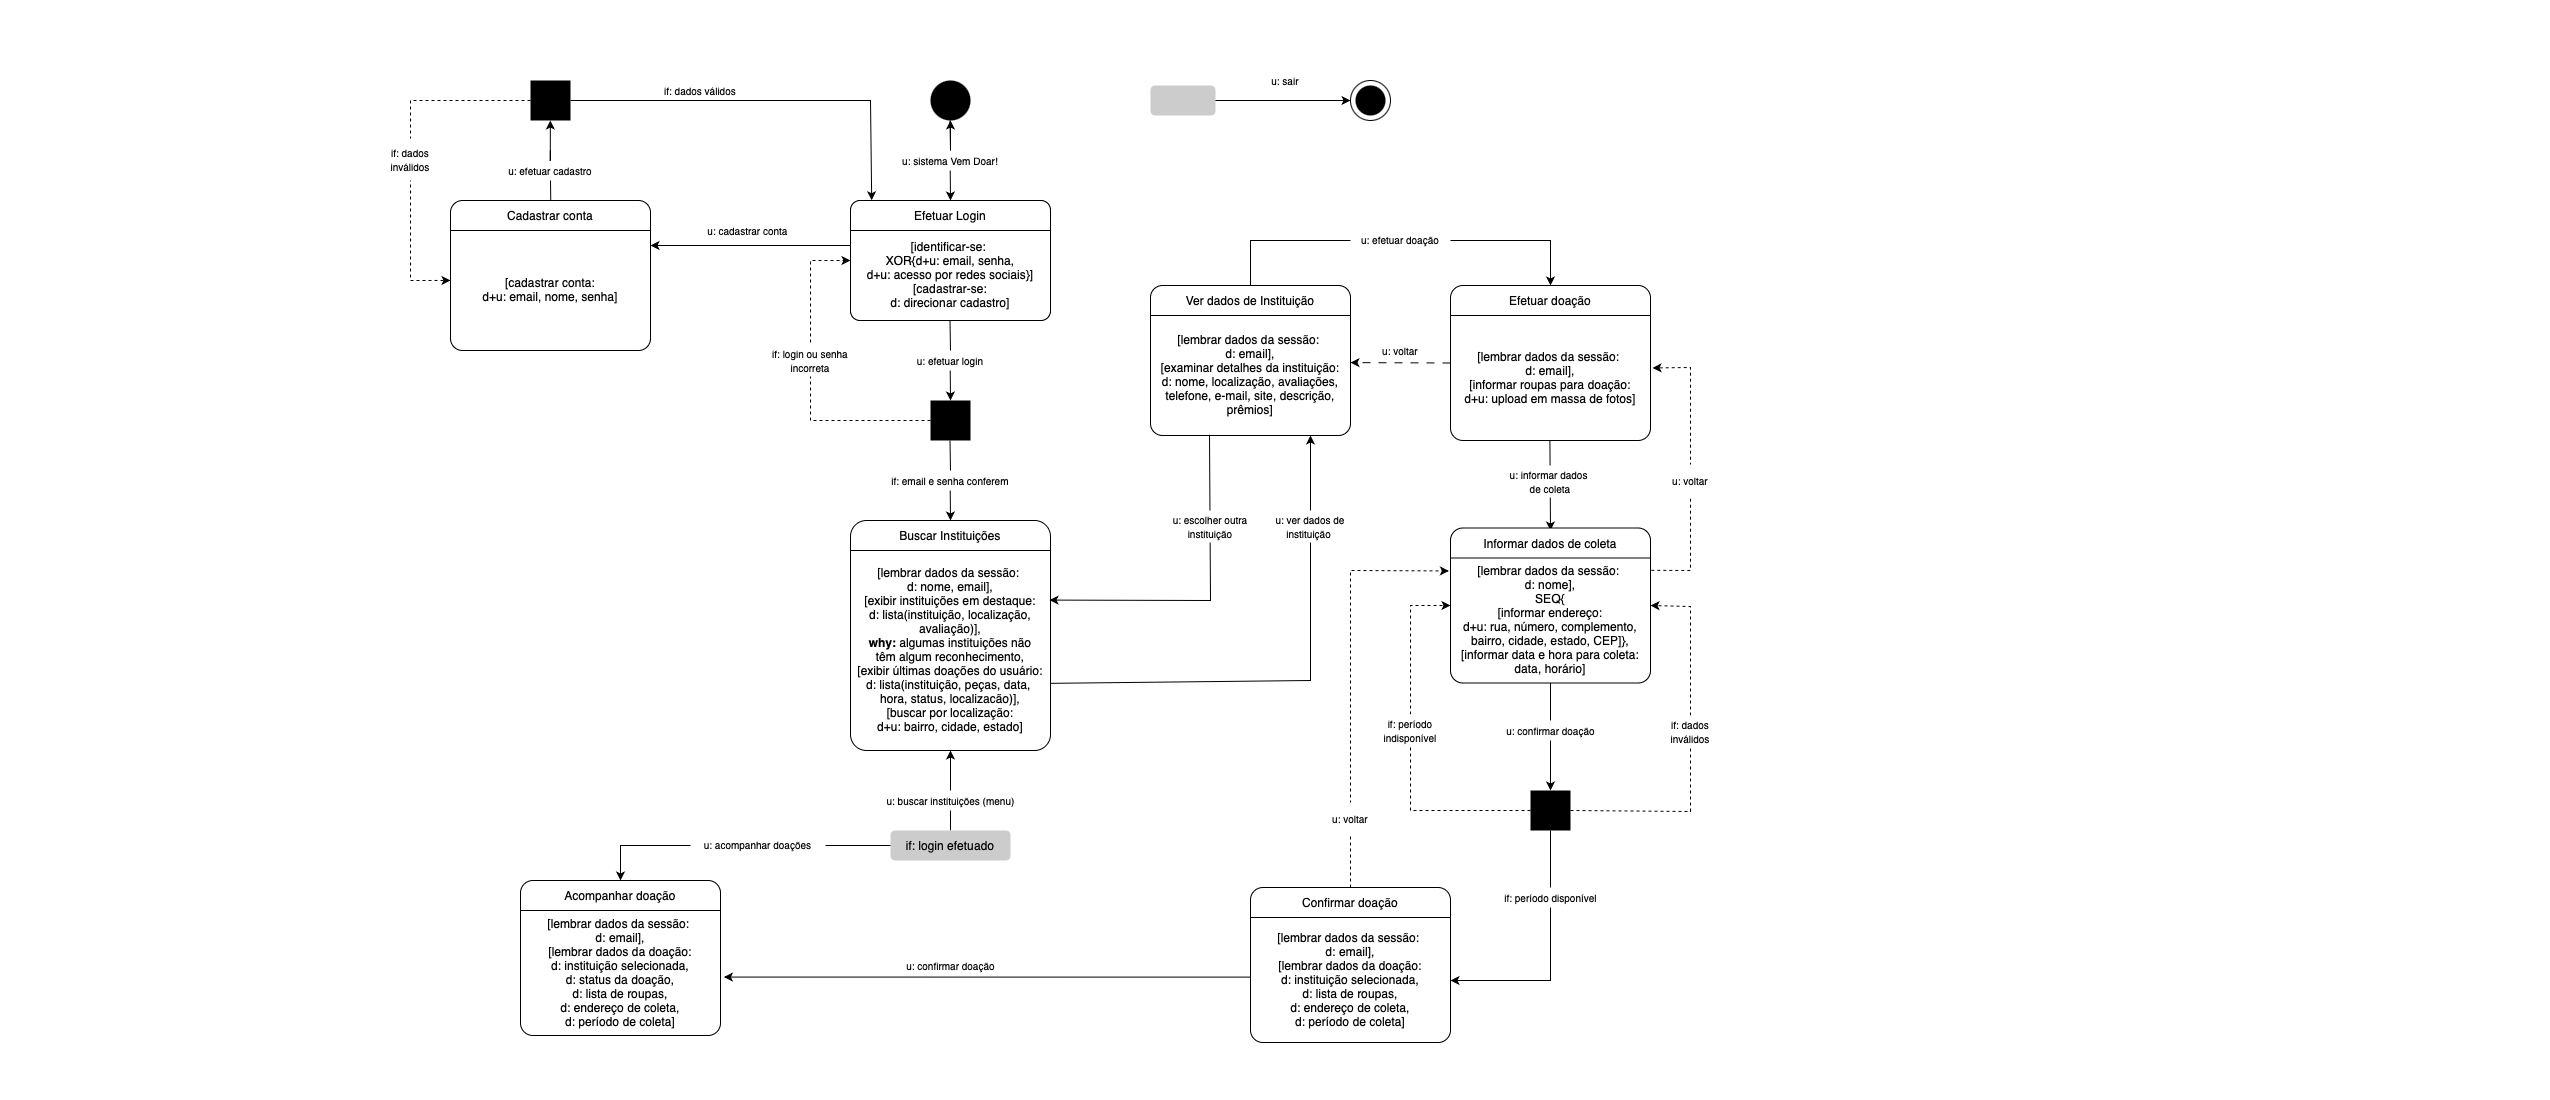 u: sair
if: dados válidos
if: dados
inválidos
u: sistema Vem Doar!
u: efetuar cadastro
Cadastrar conta
[cadastrar conta:
d+u: email, nome, senha]
u: cadastrar conta
Efetuar Login
[identificar-se:
XOR{d+u: email, senha,
d+u: acesso por redes sociais}]
[cadastrar-se:
d: direcionar cadastro]
if: login ou senha
incorreta
u: efetuar login
if: email e senha conferem
u: efetuar doação
Ver dados de Instituição
[lembrar dados da sessão:
d: email],
[examinar detalhes da instituição:
d: nome, localização, avaliações,
telefone, e-mail, site, descrição,
prêmios]
u: voltar
Efetuar doação
[lembrar dados da sessão:
d: email],
[informar roupas para doação:
d+u: upload em massa de fotos]
u: informar dados
de coleta
u: voltar
u: escolher outra
instituição
u: ver dados de
instituição
Buscar Instituições
[lembrar dados da sessão:
d: nome, email],
[exibir instituições em destaque:
d: lista(instituição, localização,
avaliação)],
why: algumas instituições não
têm algum reconhecimento,
[exibir últimas doações do usuário:
d: lista(instituição, peças, data,
hora, status, localizacão)],
[buscar por localização:
d+u: bairro, cidade, estado]
Informar dados de coleta
[lembrar dados da sessão:
d: nome],
SEQ{
[informar endereço:
d+u: rua, número, complemento,
bairro, cidade, estado, CEP]},
[informar data e hora para coleta:
data, horário]
if: período
indisponível
u: confirmar doação
if: dados
inválidos
u: buscar instituições (menu)
u: voltar
u: acompanhar doações
if: login efetuado
if: período disponível
Acompanhar doação
[lembrar dados da sessão:
d: email],
[lembrar dados da doação:
d: instituição selecionada,
d: status da doação,
d: lista de roupas,
d: endereço de coleta,
d: período de coleta]
u: confirmar doação
Confirmar doação
[lembrar dados da sessão:
d: email],
[lembrar dados da doação:
d: instituição selecionada,
d: lista de roupas,
d: endereço de coleta,
d: período de coleta]